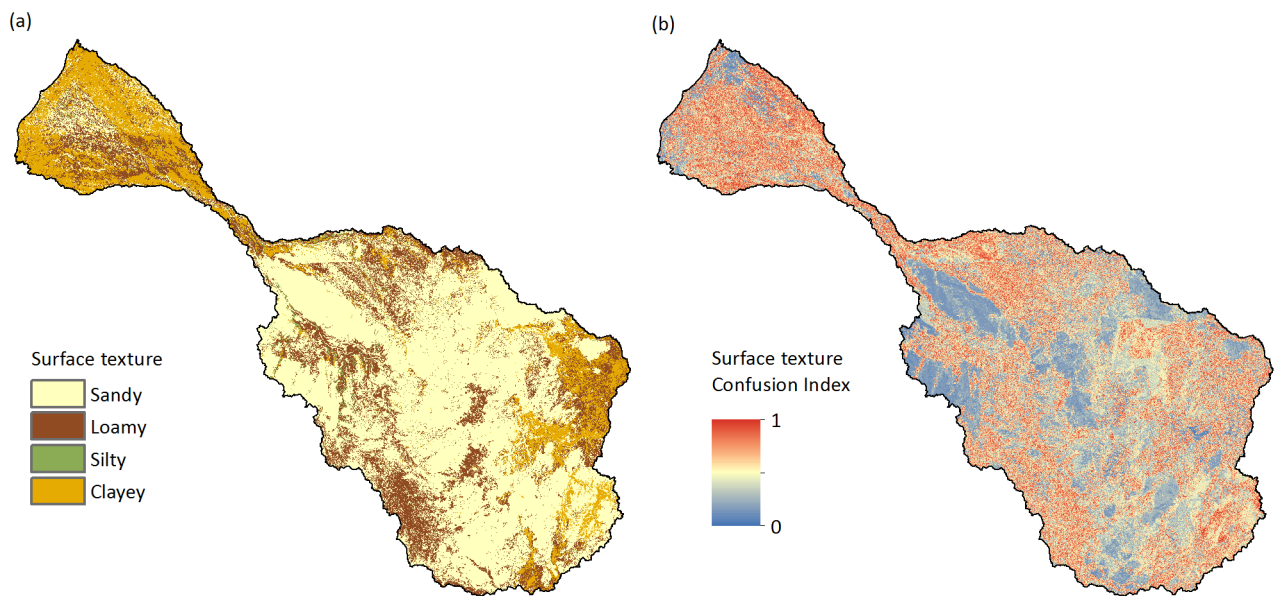 (a)
(b)
Surface texture
Sandy
Loamy
Silty
Clayey
Surface texture
Confusion Index
1
0